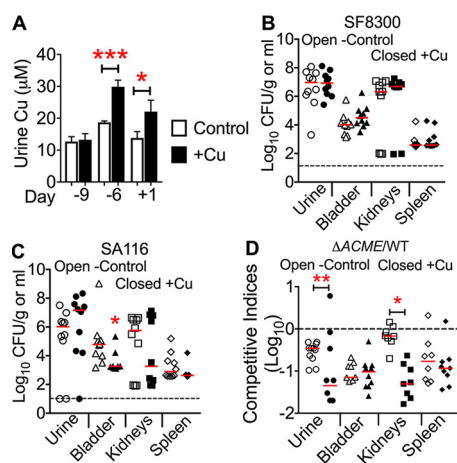 A
***
*
Urine Cu (µM)
40
30
20
10
0
Control
+Cu
Day -9 -6 +1
B
SF8300
Open -Control
Closed +Cu
Log10 CFU/g or ml
10
8
6
4
2
0
Urine
Bladder
Kidneys
Spleen
C
SA116
Open -Control
Closed +Cu
*
Log10 CFU/g or ml
10
8
6
4
2
0
Urine
Bladder
Kidneys
Spleen
D
ΔACME/WT
Open -Control
Closed +Cu
**
*
Competitive Indices
(Log10)
1.0
-0
-1
-2
Urine
Bladder
Kidneys
Spleen